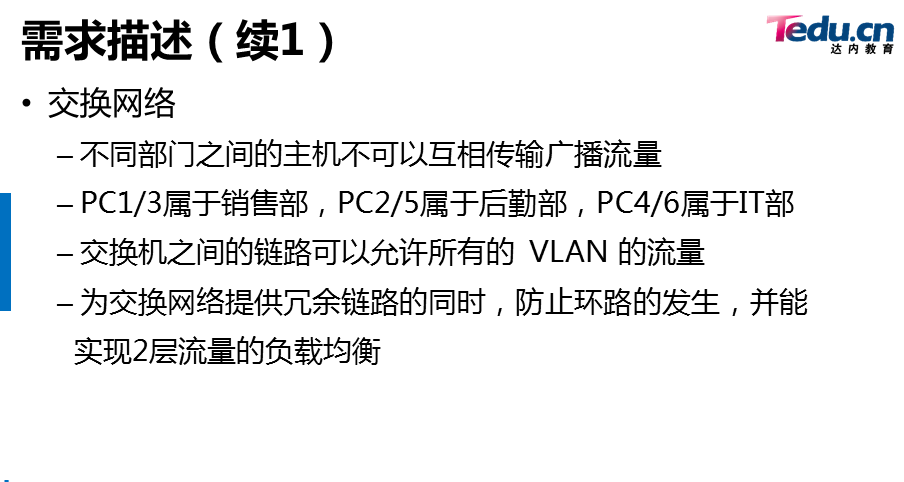 需求描述（续1）
Tedu.cn
达内教育
• 交换网络
– 不同部门之间的主机不可以互相传输广播流量
– PC1/3属于销售部，PC2/5属于后勤部，PC4/6属于IT部
– 交换机之间的链路可以允许所有的 VLAN 的流量
– 为交换网络提供冗余链路的同时，防止环路的发生，并能
实现2层流量的负载均衡